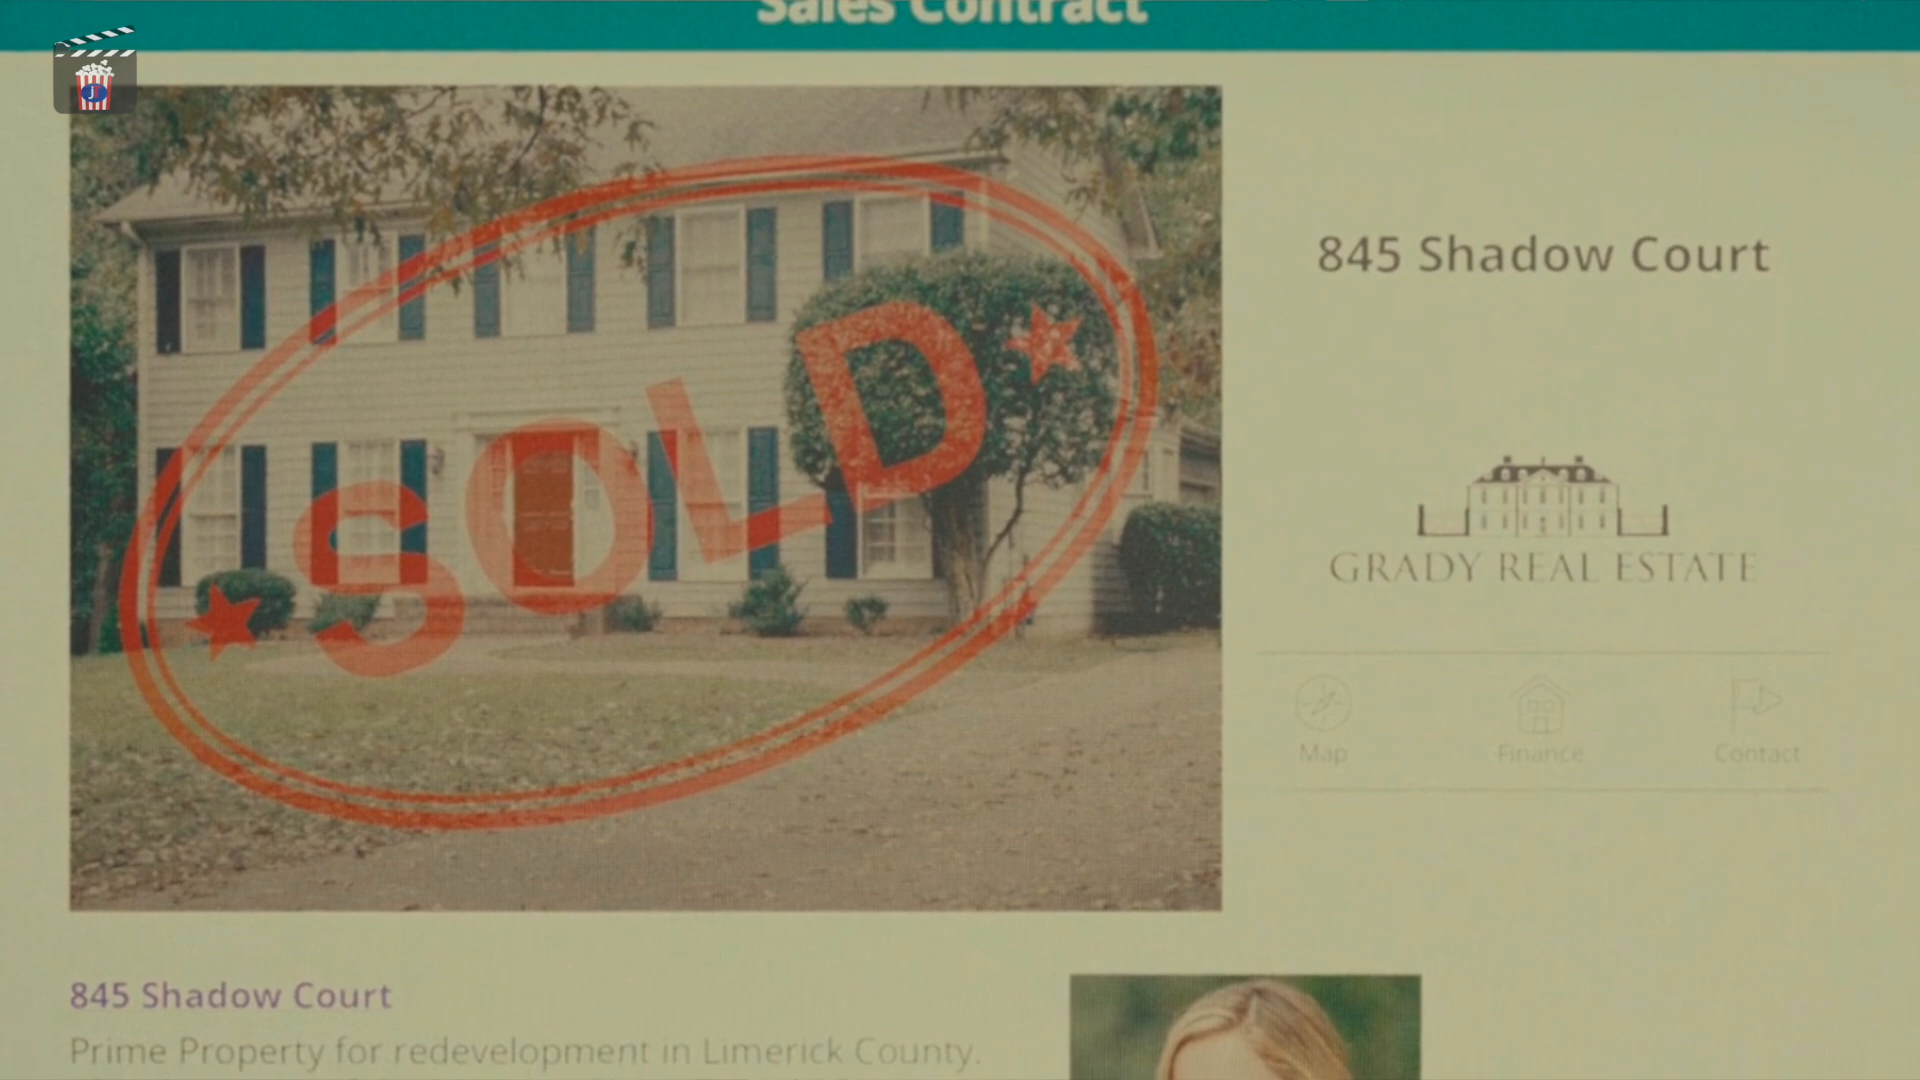 Sales Contract
SOLD
845 Shadow Court
GRADY REAL ESTATE
Map
Finance
Contact
845 Shadow Court
Prime Property for redevelopment in Limerick County.